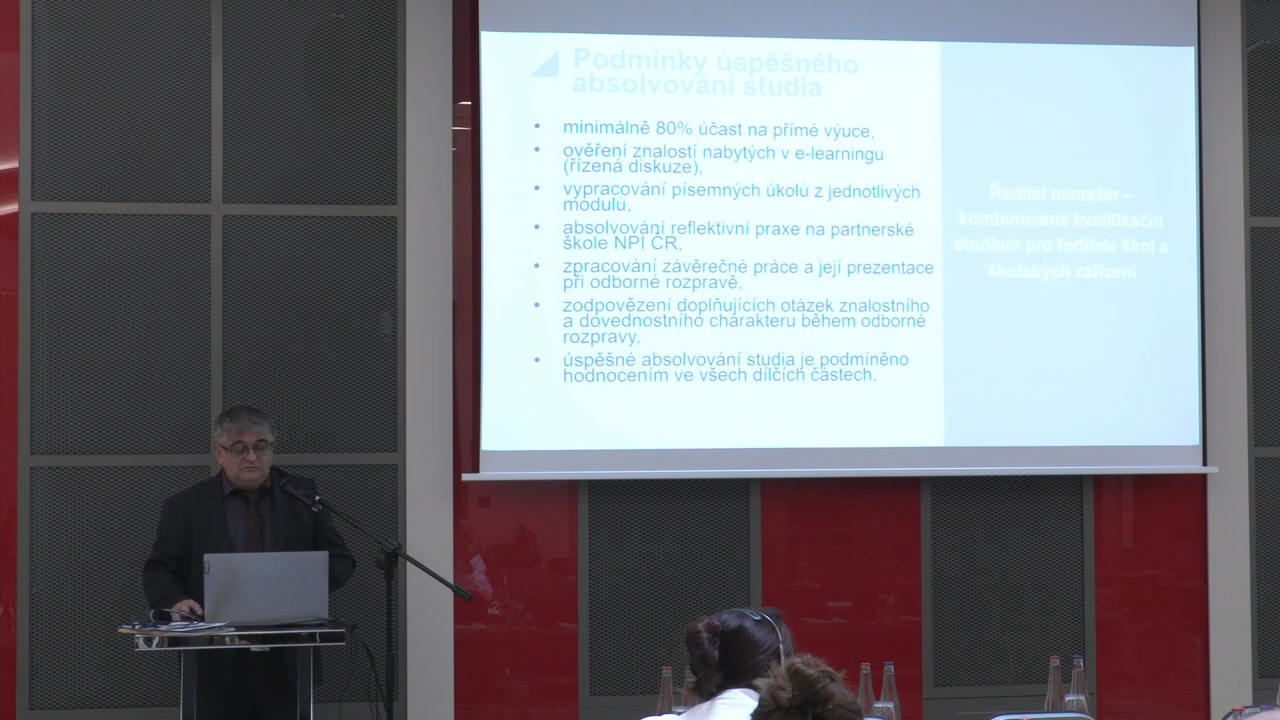 Podmínky úspěšného
absolvování studia
• minimálně 80% účast na přímé výuce,
• ověření znalostí nabytých v e-learningu
(řízená diskuze),
• vypracování písemných úkolů z jednotlivých
modulů,
• absolvování reflektivní praxe na partnerské
škole NPI ČR,
• zpracování závěrečné práce a její prezentace
při odborné rozpravě,
• zodpovězení doplňujících otázek znalostního
a dovednostního charakteru během odborné
rozpravy,
• úspěšné absolvování studia je podmíněno
hodnocením ve všech dílčích částech.
Ředitel manažer –
kombinované kvalifikační
studium pro ředitele škol a
školských zařízení